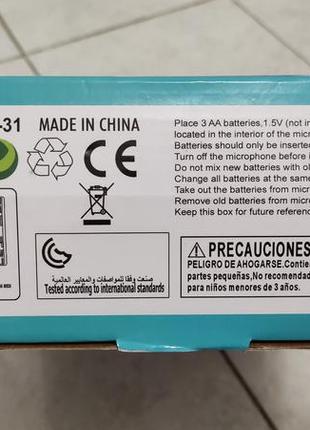 -31
MADE IN CHINA
صنعت وفقا للمواصفات والمعايير العالمية
Tested according to international standards
Place 3 AA batteries, 1.5V (not in
located in the interior of the micro
Batteries should only be inserted
Turn off the microphone before i
Do not mix new batteries with ol
Change all batteries at the same
Take out the batteries from micr
Remove old batteries from micro
Keep this box for future reference
PRECAUCIONES
PELIGRO DE AHOGARSE. Conti
partes pequeñas, No recomendad
para niños menores de 3 años.